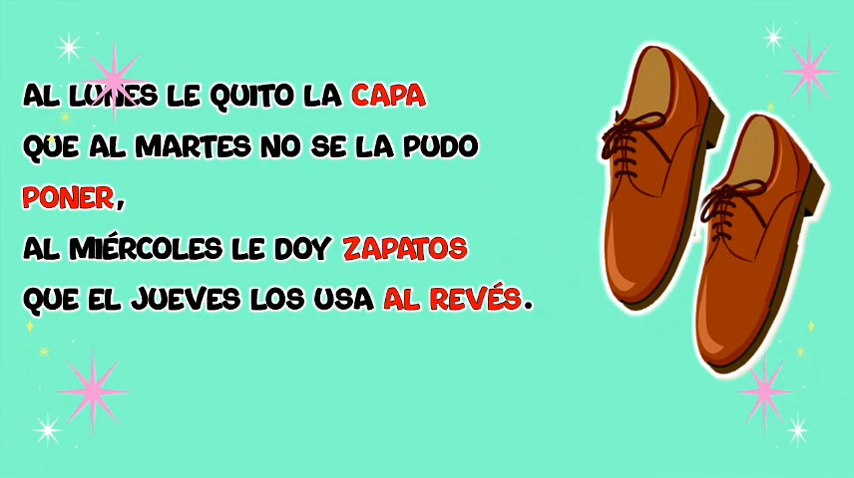 AL LUNES LE QUITO LA CAPA
QUE AL MARTES NO SE LA PUDO
PONER,
AL MIÉRCOLES LE DOY ZAPATOS
QUE EL JUEVES LOS USA AL REVÉS.